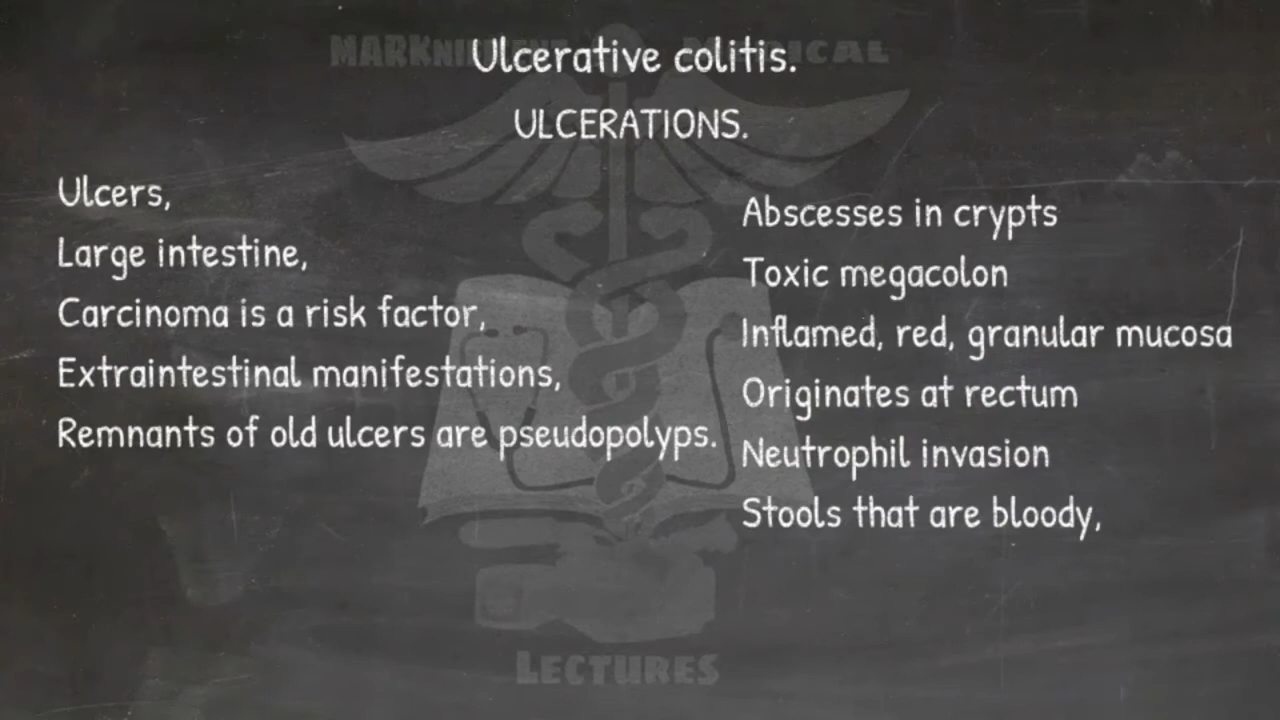 Ulcerative colitis.
ULCERATIONS.
Ulcers,
Large intestine,
Carcinoma is a risk factor,
Extraintestinal manifestations,
Remnants of old ulcers are pseudopolyps.
Abscesses in crypts
Toxic megacolon
Inflamed, red, granular mucosa
Originates at rectum
Neutrophil invasion
Stools that are bloody,
LECTURES